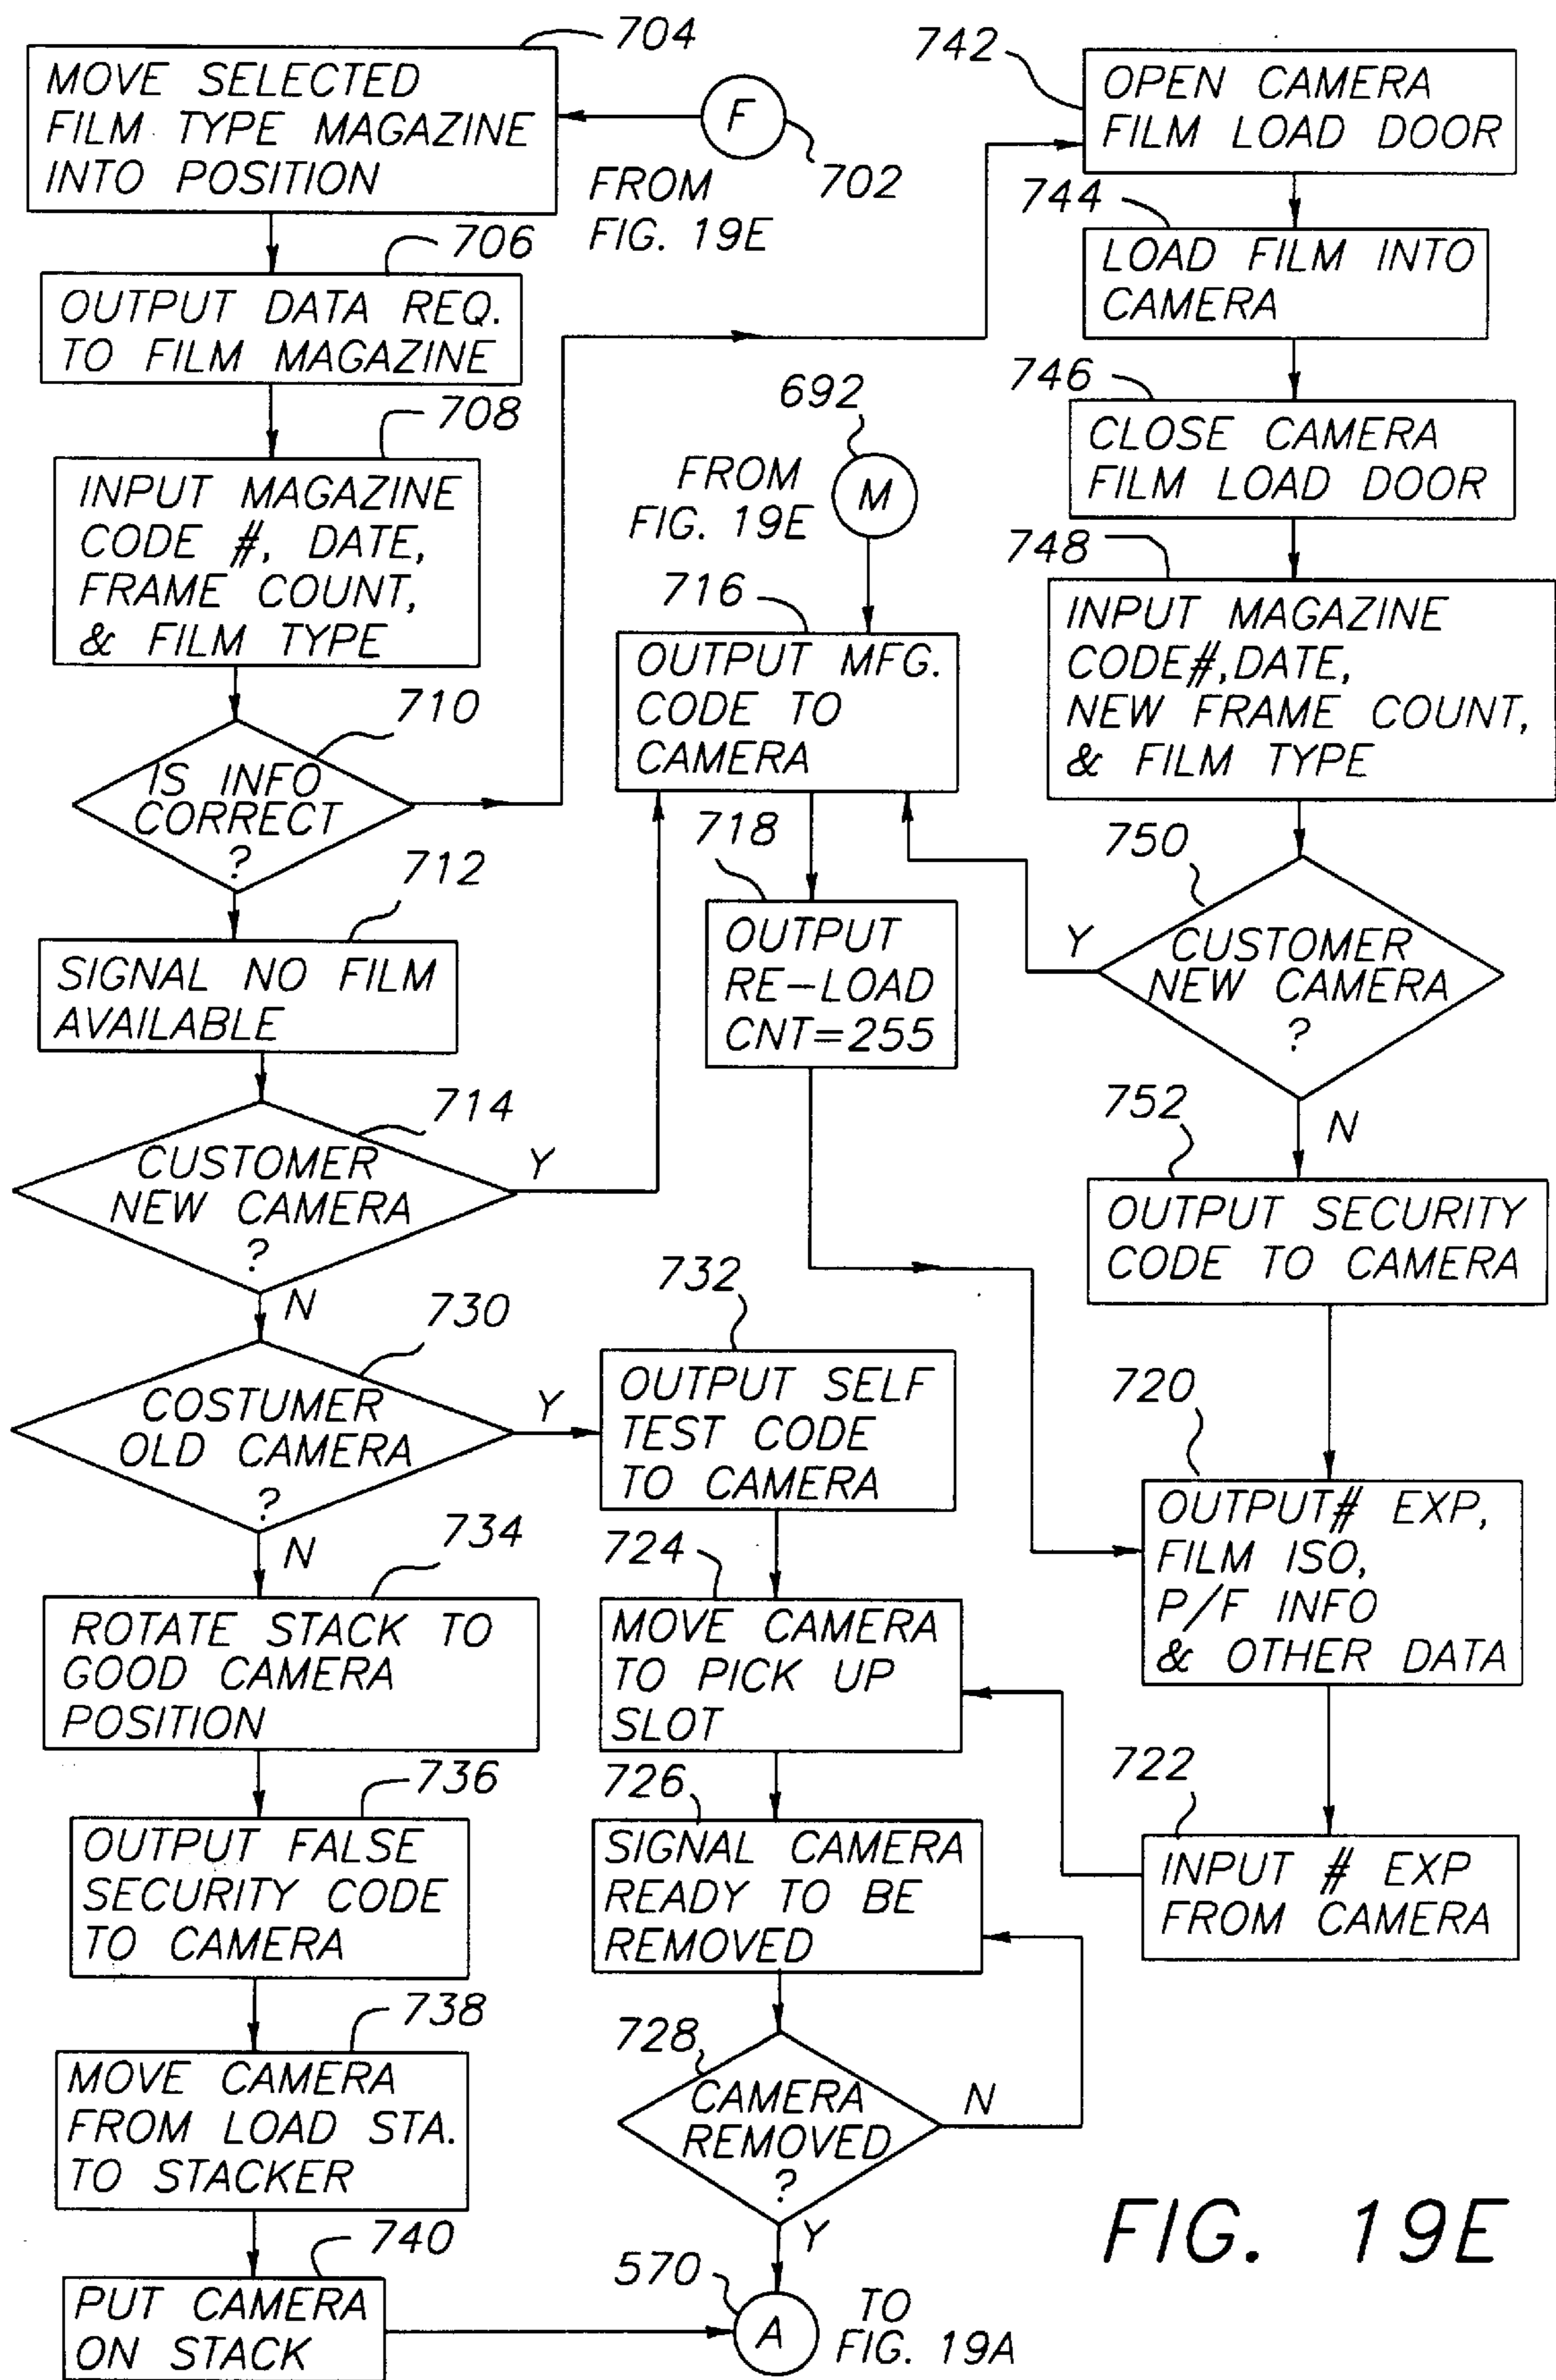 704
MOVE SELECTED
FILM TYPE MAGAZINE
INTO POSITION
F
702
FROM
FIG. 19E
706
OUTPUT DATA REQ.
TO FILM MAGAZINE
708
INPUT MAGAZINE
CODE #, DATE,
FRAME COUNT,
& FILM TYPE
710
IS INFO
CORRECT
?
712
SIGNAL NO FILM
AVAILABLE
714
CUSTOMER
NEW CAMERA
?
Y
N
730
COSTUMER
OLD CAMERA
?
Y
N
734
ROTATE STACK TO
GOOD CAMERA
POSITION
736
OUTPUT FALSE
SECURITY CODE
TO CAMERA
738
MOVE CAMERA
FROM LOAD STA.
TO STACKER
740
PUT CAMERA
ON STACK
692
FROM
FIG. 19E
M
716
OUTPUT MFG.
CODE TO
CAMERA
718
OUTPUT
RE-LOAD
CNT=255
732
OUTPUT SELF
TEST CODE
TO CAMERA
724
MOVE CAMERA
TO PICK UP
SLOT
726
SIGNAL CAMERA
READY TO BE
REMOVED
728
CAMERA
REMOVED
?
N
Y
570
A
TO
FIG. 19A
742
OPEN CAMERA
FILM LOAD DOOR
744
LOAD FILM INTO
CAMERA
746
CLOSE CAMERA
FILM LOAD DOOR
748
INPUT MAGAZINE
CODE#,DATE,
NEW FRAME COUNT,
& FILM TYPE
750
CUSTOMER
NEW CAMERA
?
Y
N
752
OUTPUT SECURITY
CODE TO CAMERA
720
OUTPUT# EXP,
FILM ISO,
P/F INFO
& OTHER DATA
722
INPUT # EXP
FROM CAMERA
FIG. 19E